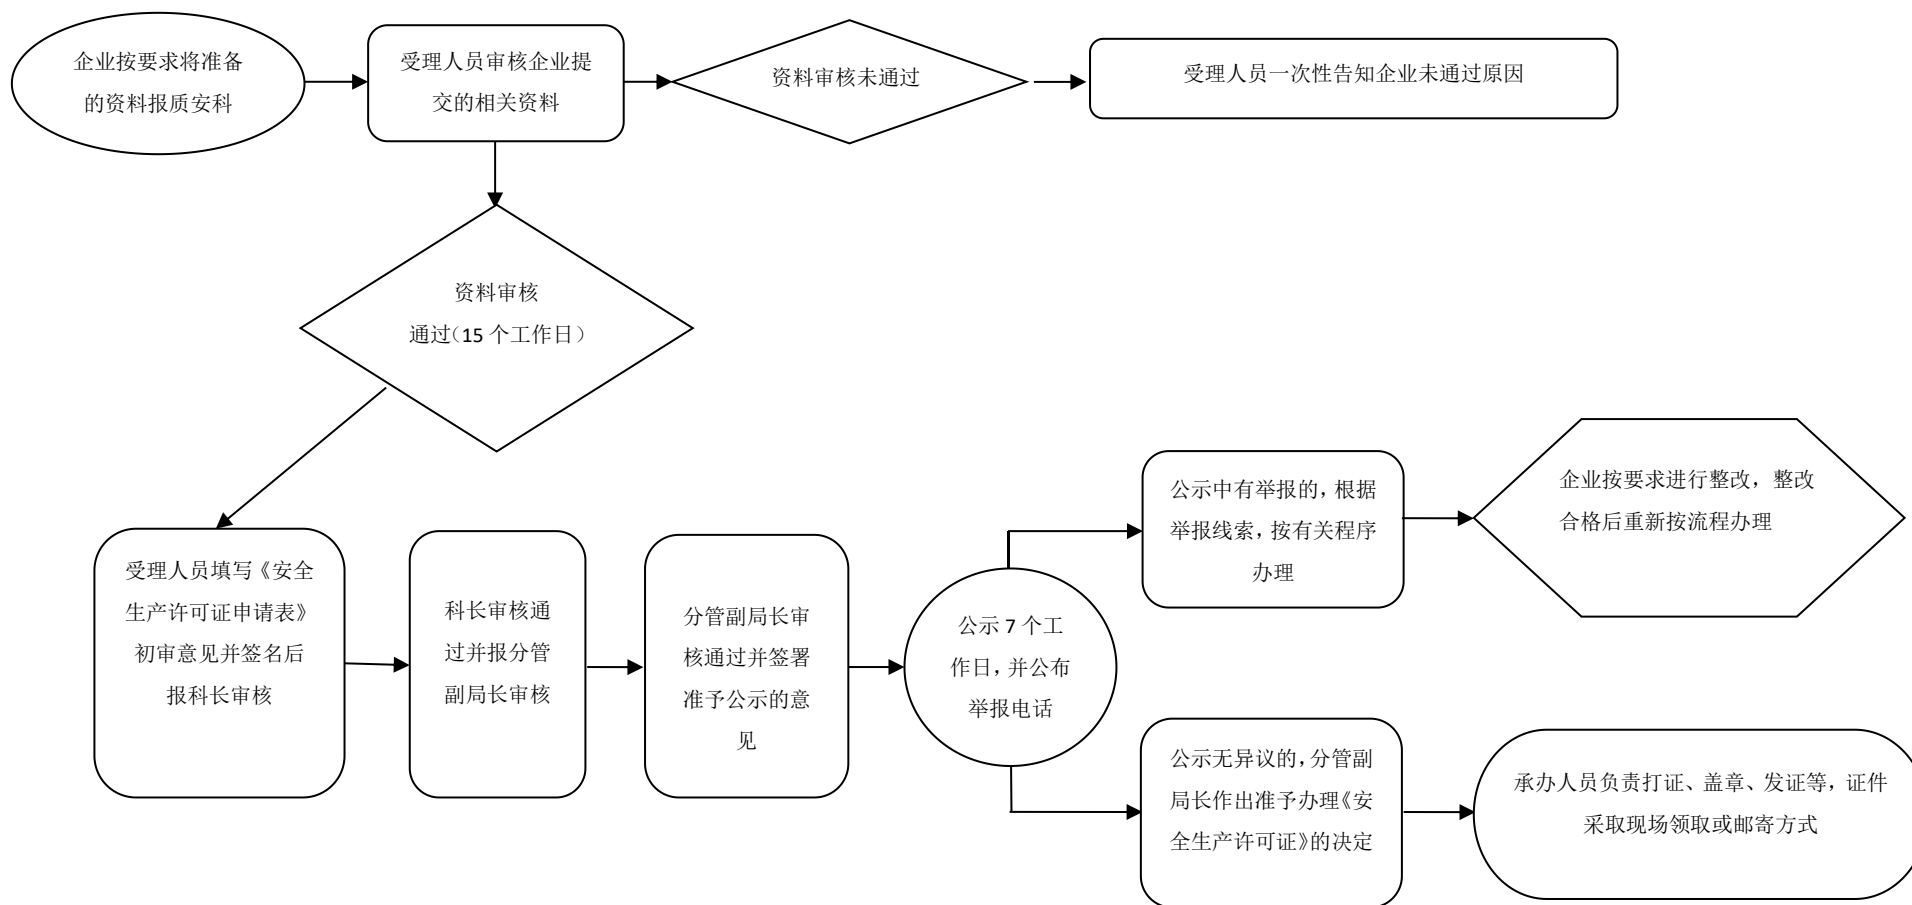 企业按要求将准备
的资料报质安科
受理人员审核企业提
交的相关资料
资料审核未通过
受理人员一次性告知企业未通过原因
资料审核
通过（15 个工作日）
受理人员填写《安全
生产许可证申请表》
初审意见并签名后
报科长审核
科长审核通
过并报分管
副局长审核
分管副局长审
核通过并签署
准予公示的意
见
公示 7 个工
作日，并公布
举报电话
公示中有举报的，根据
举报线索，按有关程序
办理
企业按要求进行整改，整改
合格后重新按流程办理
公示无异议的，分管副
局长作出准予办理《安
全生产许可证》的决定
承办人员负责打证、盖章、发证等，证件
采取现场领取或邮寄方式